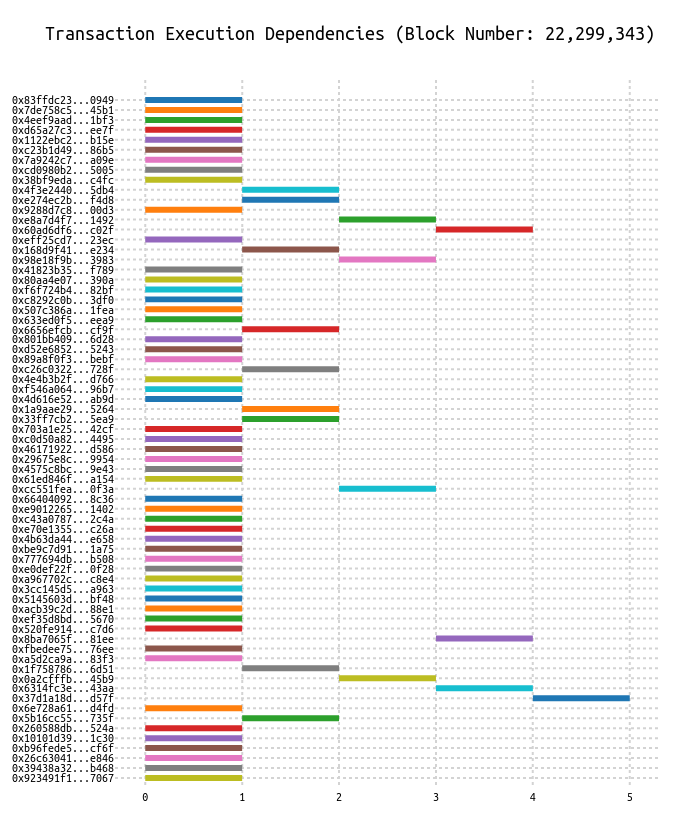 Transaction Execution Dependencies (Block Number: 22,299,343)
0x83ffdc23...0949
0x7de758c5...45b1
0x4eef9aad...1bf3
0xd65a27c3...ee7f
0x1122ebc2...b15e
0xc23b1d49...86b5
0x7a9242c7...a09e
0xcd0980b2...5005
0x38bf9eda...c4fc
0x4f3e2440...5db4
0xe274ec2b...f4d8
0x9288d7c8...00d3
0xe8a7d4f7...1492
0x60ad6df6...c02f
0xeff25cd7...23ec
0x168d9f41...e234
0x98e18f9b...3983
0x41823b35...f789
0x80aa4e07...390a
0xf6f724b4...82bf
0xc8292c0b...3df0
0x507c386a...1fea
0x633ed0f5...eea9
0x6656efcb...cf9f
0x801bb409...6d28
0xd52e6852...5243
0x89a8f0f3...bebf
0xc26c0322...728f
0x4e4b3b2f...d766
0xf546a064...96b7
0x4d616e52...ab9d
0x1a9aae29...5264
0x33ff7cb2...5ea9
0x703a1e25...42cf
0xc0d50a82...4495
0x46171922...d586
0x29675e8c...9954
0x4575c8bc...9e43
0x61ed846f...a154
0xcc551fea...0f3a
0x66404092...8c36
0xe9012265...1402
0xc43a0787...2c4a
0xe70e1355...c26a
0x4b63da44...e658
0xbe9c7d91...1a75
0x777694db...b508
0xe0def22f...0f28
0xa967702c...c8e4
0x3cc145d5...a963
0x5145603d...bf48
0xacb39c2d...88e1
0xef35d8bd...5670
0x520fe914...c7d6
0x8ba7065f...81ee
0xfbedee75...76ee
0xa5d2ca9a...83f3
0x1f758786...6d51
0x0a2cfffb...45b9
0x6314fc3e...43aa
0x37d1a18d...d57f
0x6e728a61...d4fd
0x5b16cc55...735f
0x260588db...524a
0x10101d39...1c30
0xb96fede5...cf6f
0x26c63041...e846
0x39438a32...b468
0x923491f1...7067
0 1 2 3 4 5